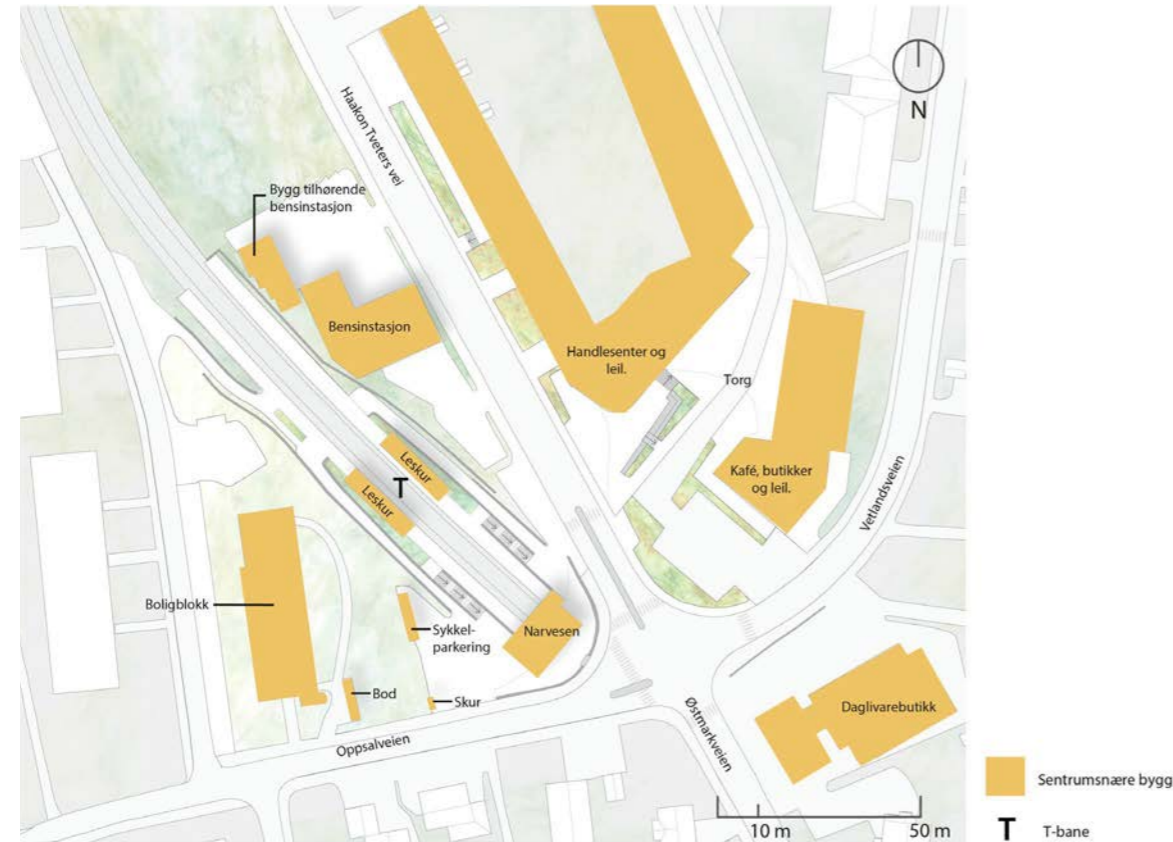 N
Haakon Tveters vei
Bygg tilhørende
bensinstasjon
Bensinstasjon
Handlesenter og
leil.
Torg
Leskur
T
Leskur
Kafé, butikker
og leil.
Vetlandsveien
Boligblokk
Sykkel-
parkering
Narvesen
Bod
Skur
Oppsalveien
Østmarkveien
Daglivarebutikk
10 m
50 m
Sentrumsnære bygg
T
T-bane